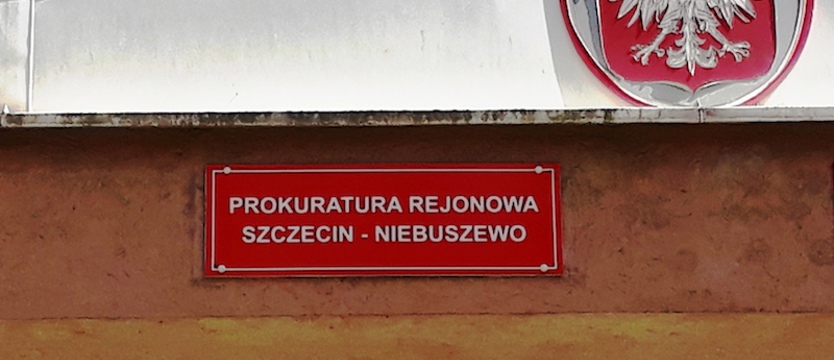 PROKURATURA REJONOWA
SZCZECIN - NIEBUSZEWO